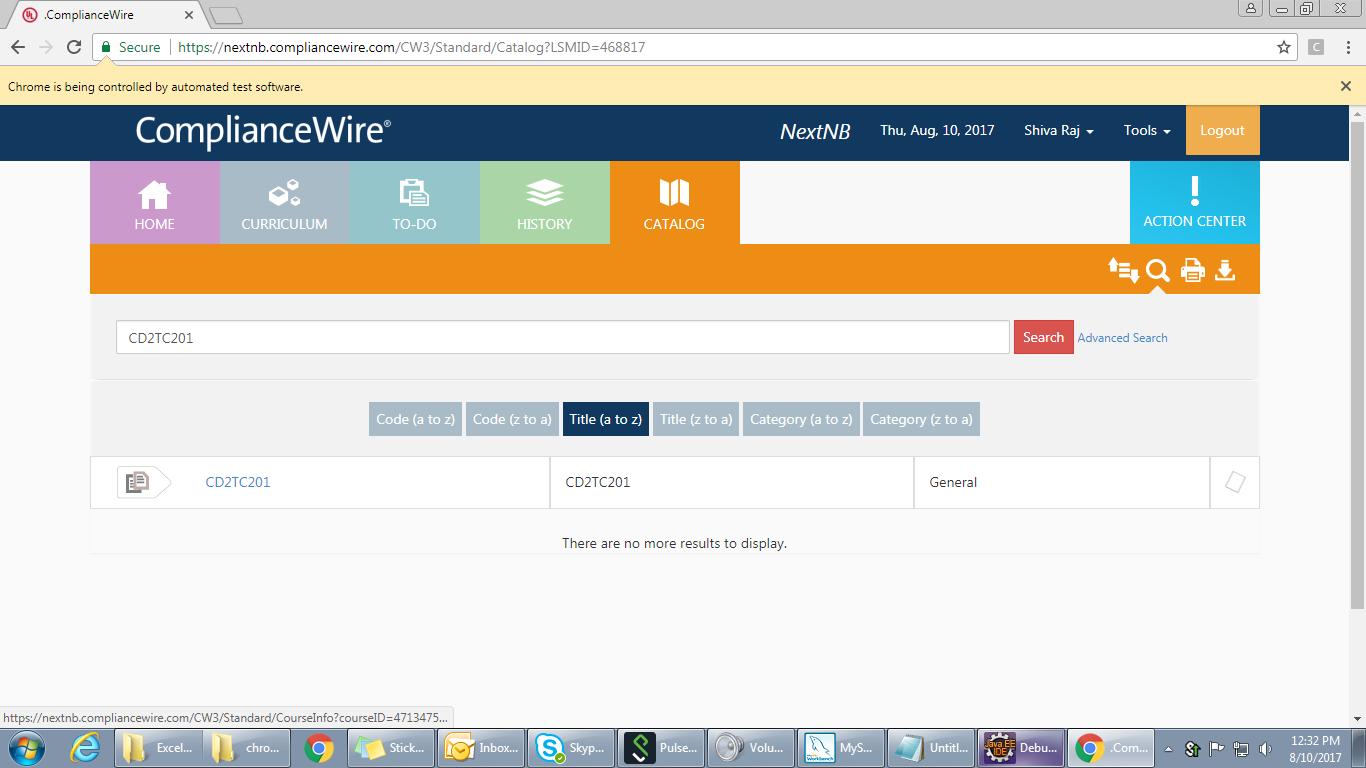 .ComplianceWire
Secure https://nextnb.compliancewire.com/CW3/Standard/Catalog?LSMID=468817
C
Chrome is being controlled by automated test software.
ComplianceWire® NextNB Thu, Aug, 10, 2017 Shiva Raj Tools Logout
HOME CURRICULUM TO-DO HISTORY CATALOG ACTION CENTER
CD2TC201 Search Advanced Search
Code (a to z) Code (z to a) Title (a to z) Title (z to a) Category (a to z) Category (z to a)
CD2TC201 CD2TC201 General
There are no more results to display.
https://nextnb.compliancewire.com/CW3/Standard/CourseInfo?courseID=4713475...
Excel... chro... Stick... Inbox... Skyp... Pulse... Volu... MyS... Untitl... Debu... .Com... 12:32 PM
8/10/2017